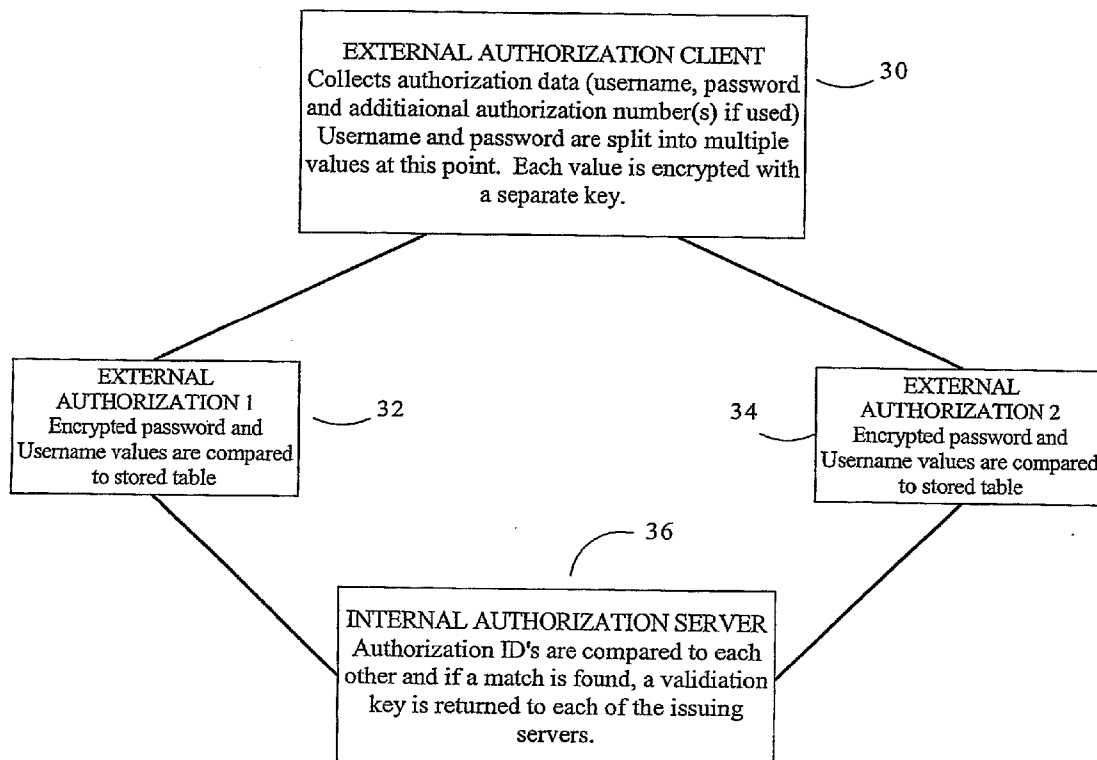 EXTERNAL AUTHORIZATION CLIENT
Collects authorization data (username, password
and additiaional authorization number(s) if used)
Username and password are split into multiple
values at this point. Each value is encrypted with
a separate key.
30
EXTERNAL
AUTHORIZATION 1
Encrypted password and
Username values are compared
to stored table
32
34
EXTERNAL
AUTHORIZATION 2
Encrypted password and
Username values are compared
to stored table
36
INTERNAL AUTHORIZATION SERVER
Authorization ID's are compared to each
other and if a match is found, a validiation
key is returned to each of the issuing
servers.